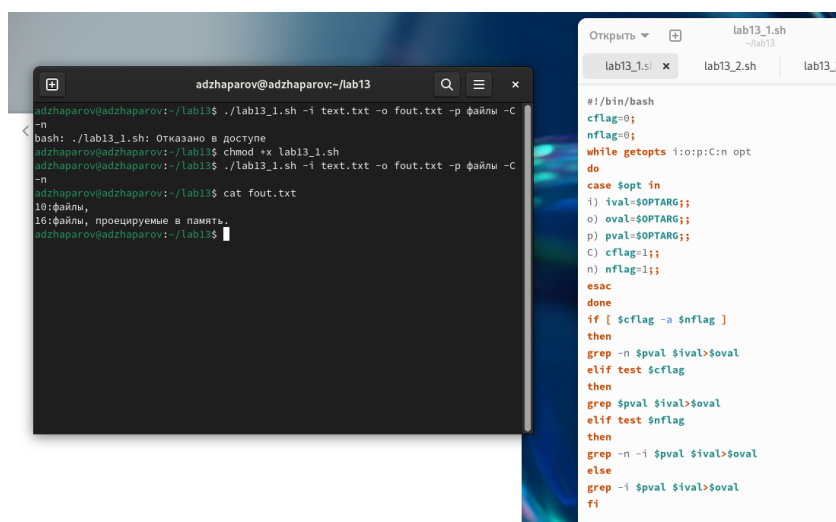 adzhaparov@adzhaparov:~/lab13
adzhaparov@adzhaparov:~/lab13$ ./lab13_1.sh -i text.txt -o fout.txt -p файлы -C
-n
bash: ./lab13_1.sh: Отказано в доступе
adzhaparov@adzhaparov:~/lab13$ chmod +x lab13_1.sh
adzhaparov@adzhaparov:~/lab13$ ./lab13_1.sh -i text.txt -o fout.txt -p файлы -C
-n
adzhaparov@adzhaparov:~/lab13$ cat fout.txt
10:файлы,
16:файлы, проецируемые в память.
adzhaparov@adzhaparov:~/lab13$
Открыть
lab13_1.sh
~/lab13
lab13_1.sh
lab13_2.sh
lab13_
#!/bin/bash
cflag=0;
nflag=0;
while getopts i:o:p:C:n opt
do
case $opt in
i) ival=$OPTARG;;
o) oval=$OPTARG;;
p) pval=$OPTARG;;
C) cflag=1;;
n) nflag=1;;
esac
done
if [ $cflag -a $nflag ]
then
grep -n $pval $ival>$oval
elif test $cflag
then
grep $pval $ival>$oval
elif test $nflag
then
grep -n -i $pval $ival>$oval
else
grep -i $pval $ival>$oval
fi